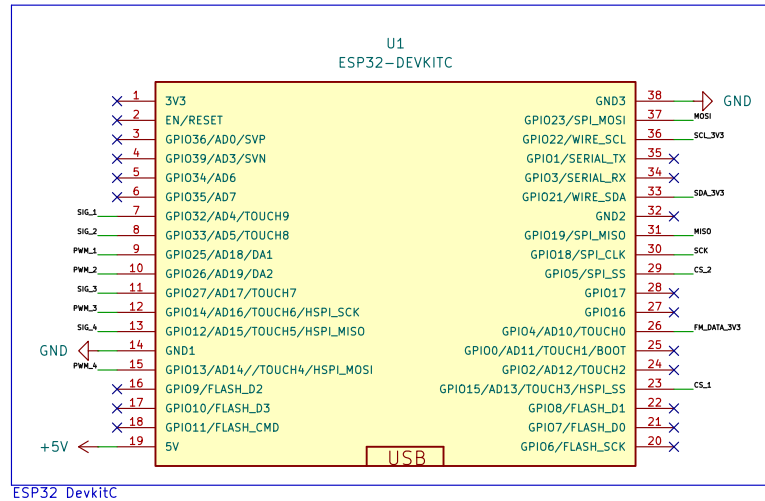 U1
ESP32-DEVKITC
1 3V3 GND3 38 GND
2 EN/RESET GPIO23/SPI_MOSI 37 MOSI
3 GPIO36/AD0/SVP GPIO22/WIRE_SCL 36 SCL_3V3
4 GPIO39/AD3/SVN GPIO1/SERIAL_TX 35
5 GPIO34/AD6 GPIO3/SERIAL_RX 34
6 GPIO35/AD7 GPIO21/WIRE_SDA 33 SDA_3V3
SIG_1 7 GPIO32/AD4/TOUCH9 GND2 32
SIG_2 8 GPIO33/AD5/TOUCH8 GPIO19/SPI_MISO 31 MISO
PWM_1 9 GPIO25/AD18/DA1 GPIO18/SPI_CLK 30 SCK
PWM_2 10 GPIO26/AD19/DA2 GPIO5/SPI_SS 29 CS_2
SIG_3 11 GPIO27/AD17/TOUCH7 GPIO17 28
PWM_3 12 GPIO14/AD16/TOUCH6/HSPI_SCK GPIO16 27
SIG_4 13 GPIO12/AD15/TOUCH5/HSPI_MISO GPIO4/AD10/TOUCH0 26 FM_DATA_3V3
GND 14 GND1 GPIO0/AD11/TOUCH1/BOOT 25
PWM_4 15 GPIO13/AD14//TOUCH4/HSPI_MOSI GPIO2/AD12/TOUCH2 24
16 GPIO9/FLASH_D2 GPIO15/AD13/TOUCH3/HSPI_SS 23 CS_1
17 GPIO10/FLASH_D3 GPIO8/FLASH_D1 22
18 GPIO11/FLASH_CMD GPIO7/FLASH_D0 21
+5V 19 5V GPIO6/FLASH_SCK 20
USB
ESP32 DevkitC